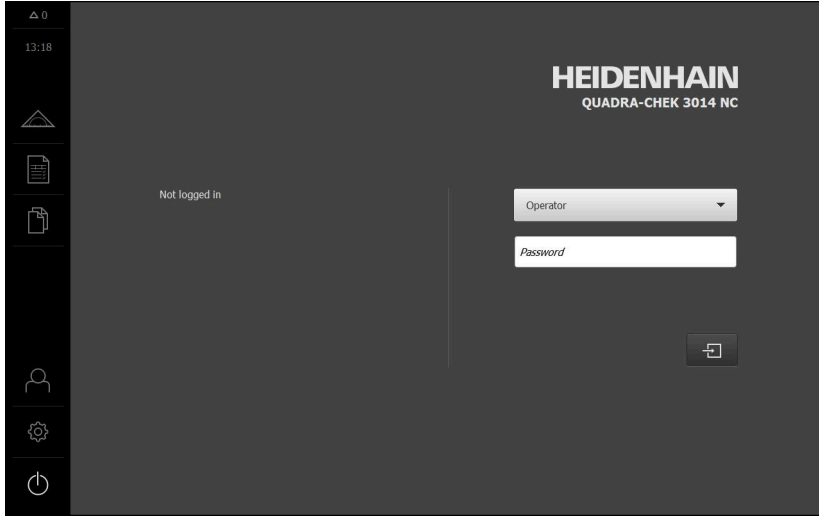 0
13:18
HEIDENHAIN
QUADRA-CHEK 3014 NC
Not logged in
Operator
Password